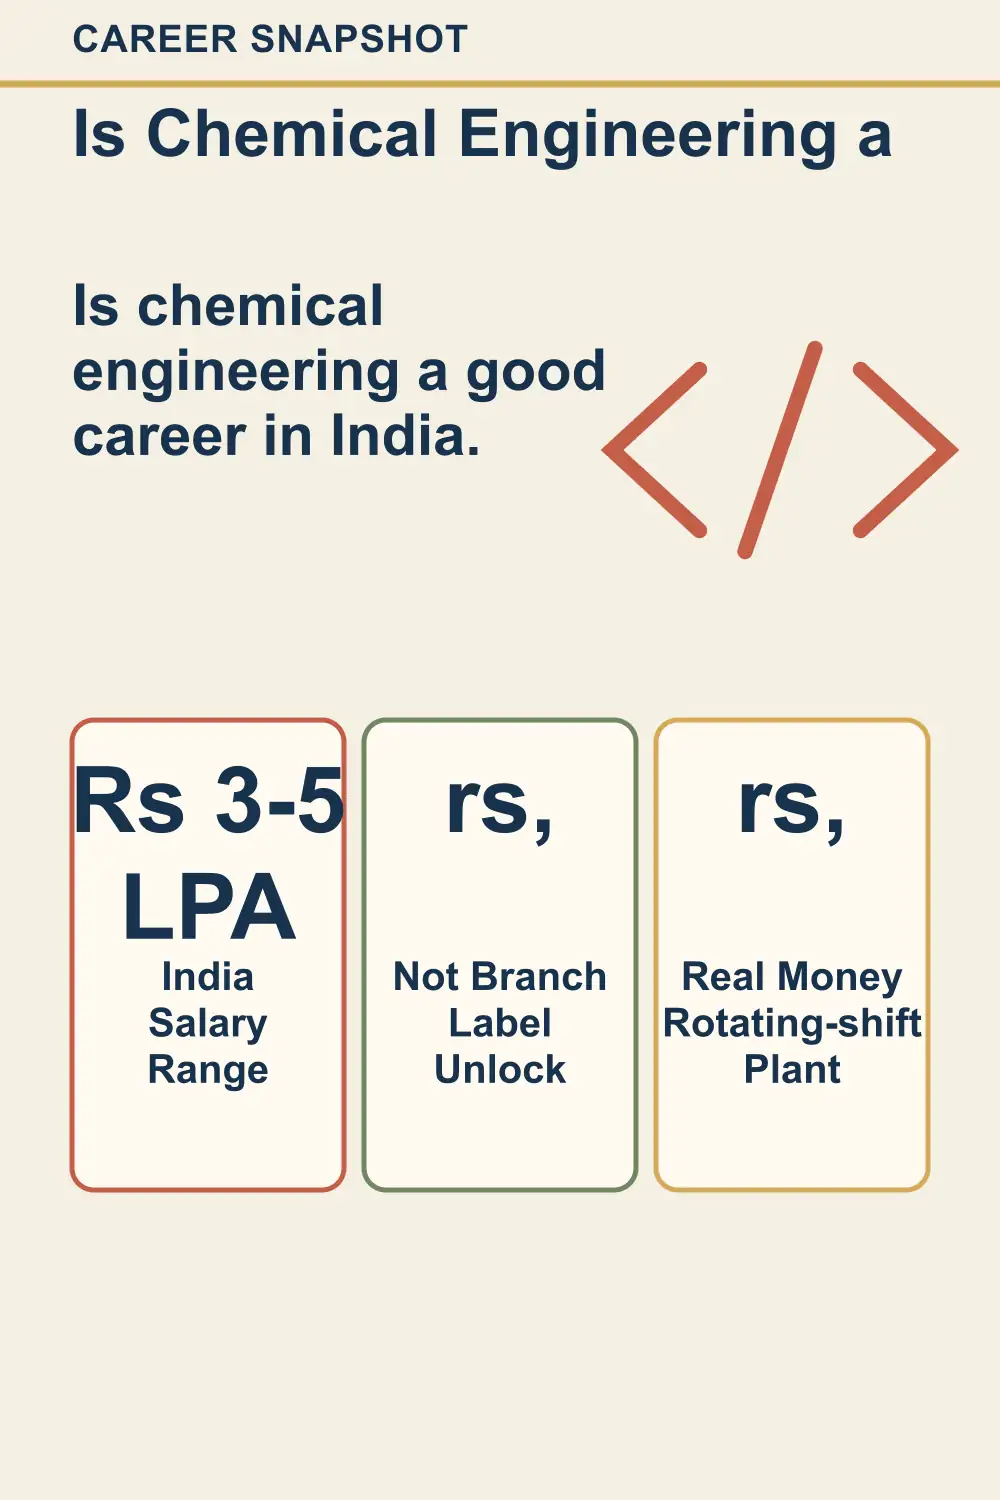 CAREER SNAPSHOT
Is Chemical Engineering a
Is chemical
engineering a good
career in India.
Rs 3-5
LPA
India
Salary
Range
rs,
Not Branch
Label
Unlock
rs,
Real Money
Rotating-shift
Plant